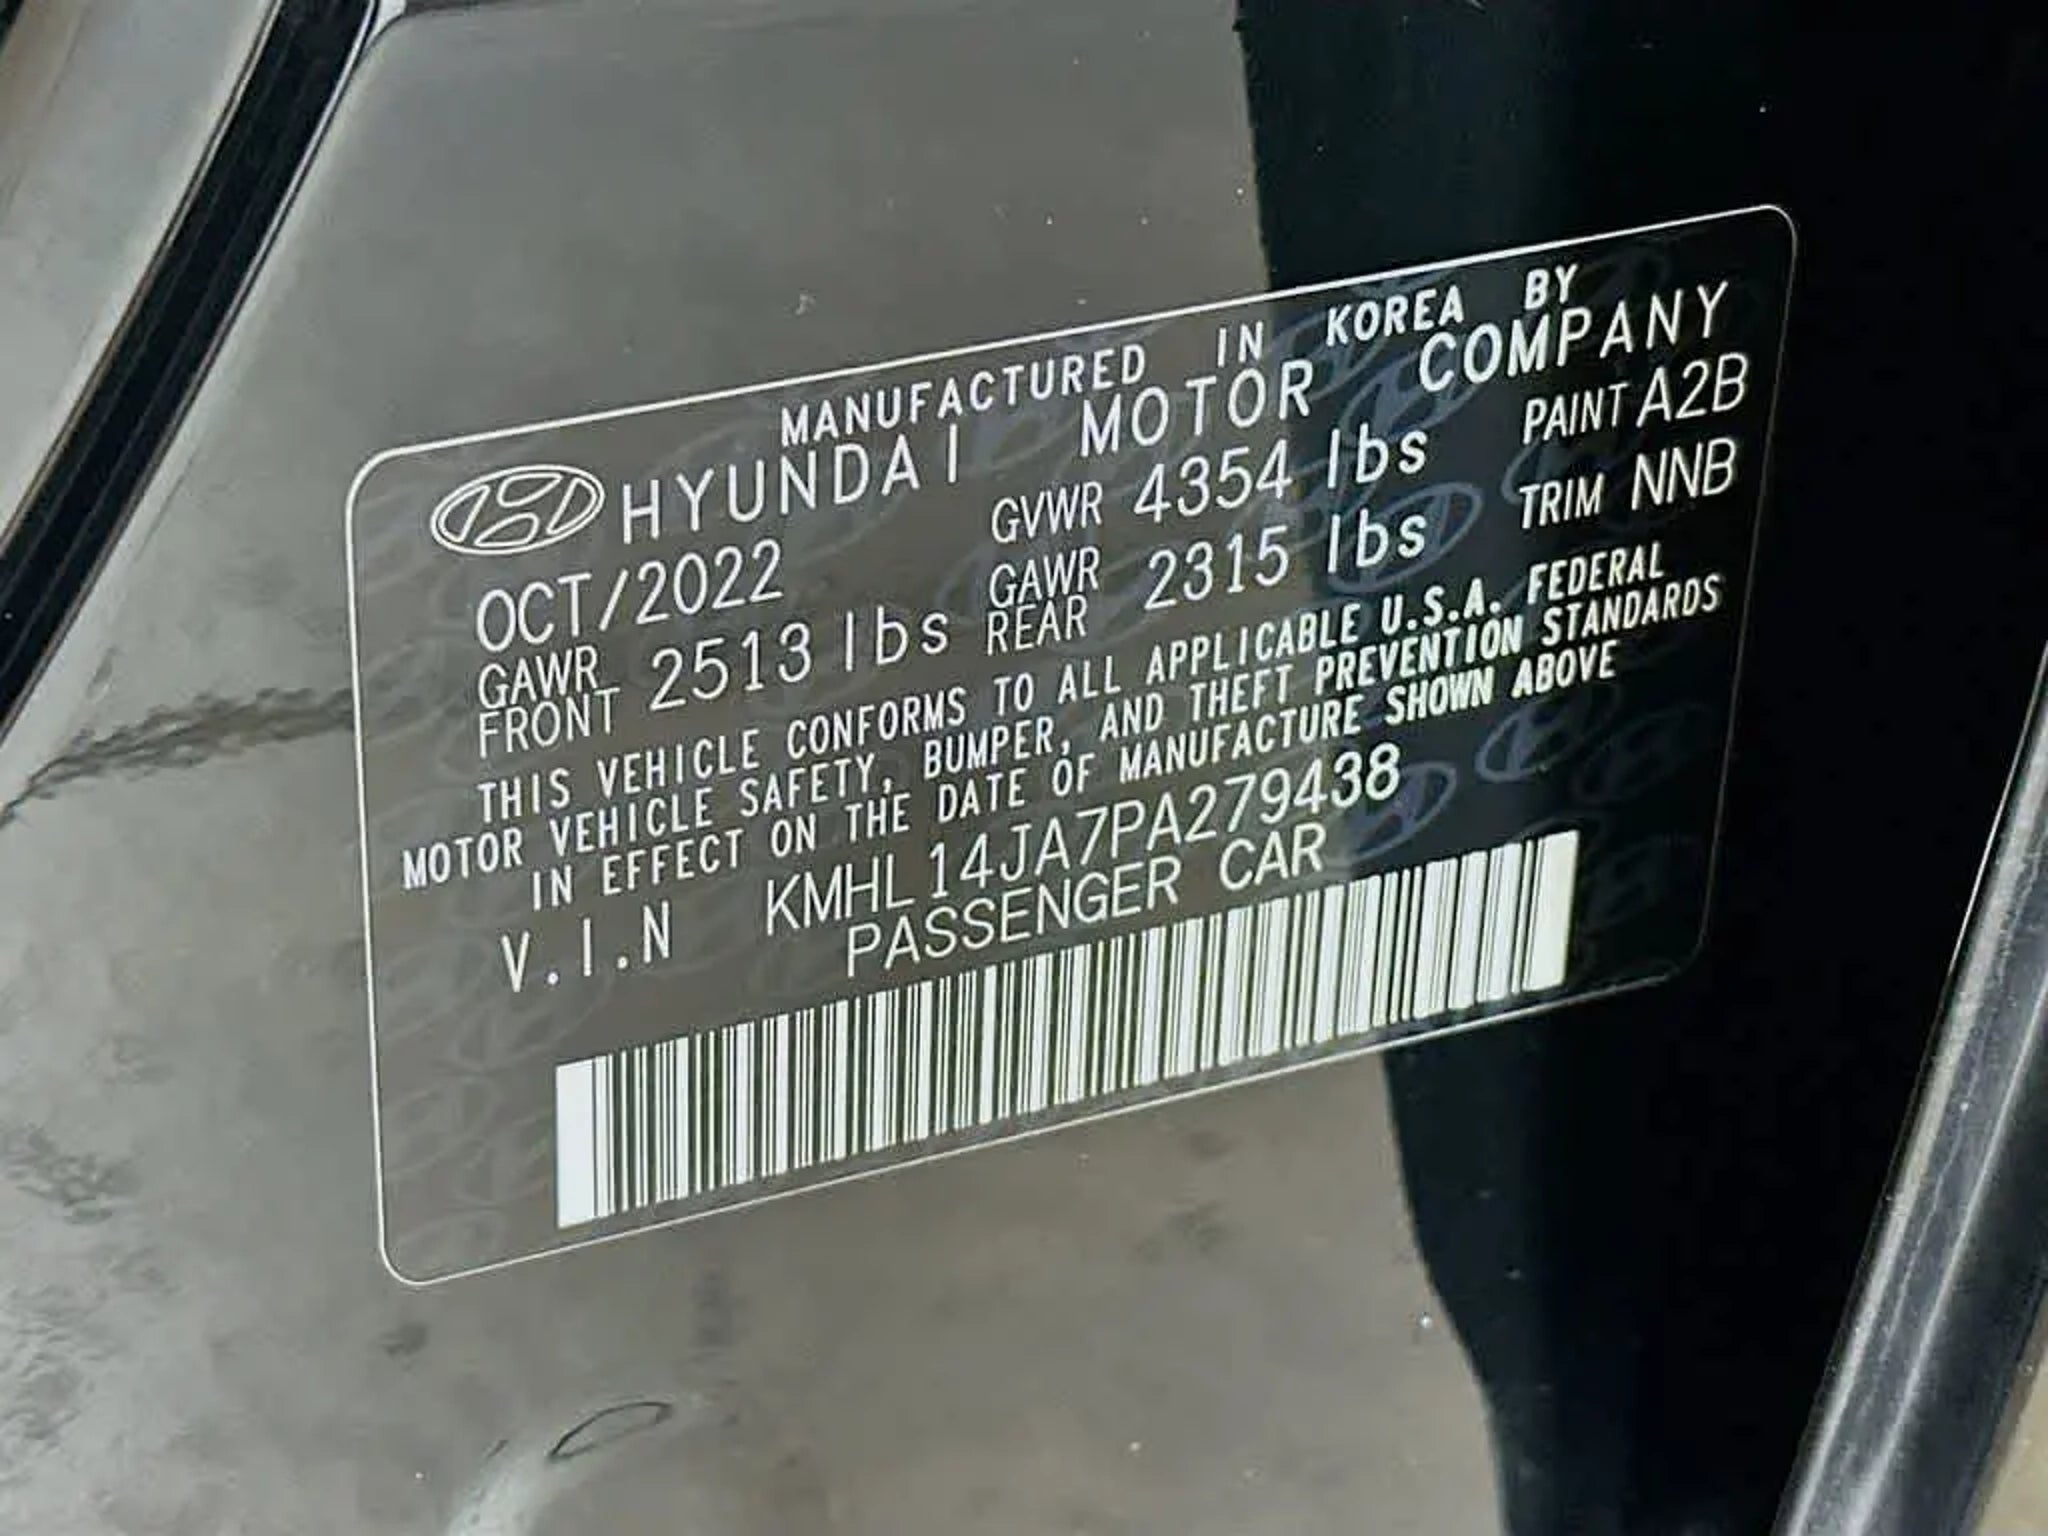 MANUFACTURED IN KOREA BY
HYUNDAI MOTOR COMPANY
OCT/2022 GVWR 4354 lbs PAINT A2B
GAWR FRONT 2513 lbs GAWR REAR 2315 lbs TRIM NNB
THIS VEHICLE CONFORMS TO ALL APPLICABLE U.S.A. FEDERAL
MOTOR VEHICLE SAFETY, BUMPER, AND THEFT PREVENTION STANDARDS
IN EFFECT ON THE DATE OF MANUFACTURE SHOWN ABOVE
V.I.N KMHL14JA7PA279438
PASSENGER CAR